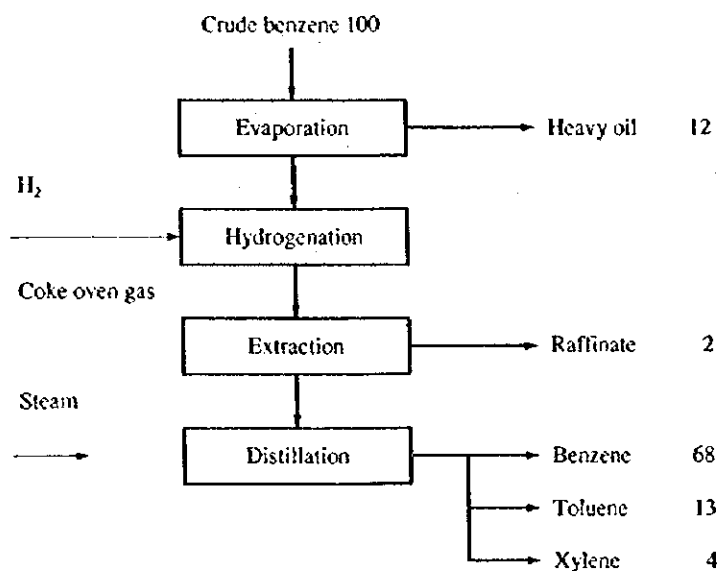 Crude benzene 100
Evaporation
Heavy oil 12
H₂
Hydrogenation
Coke oven gas
Extraction
Raffinate 2
Steam
Distillation
Benzene 68
Toluene 13
Xylene 4